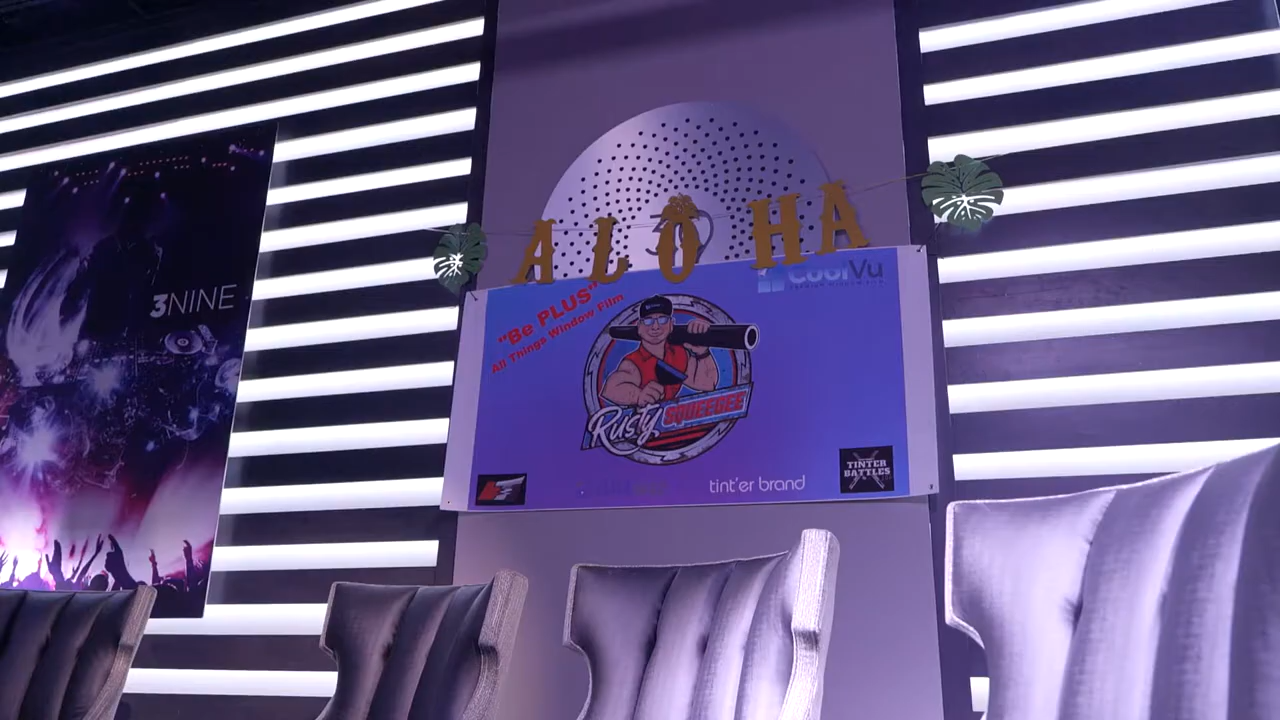 ALOHA
3NINE
CoolVu
"Be PLUS"
All Things Window Film
Rusty SQUEEGEE
TINTER
BATTLES
tint'er brand